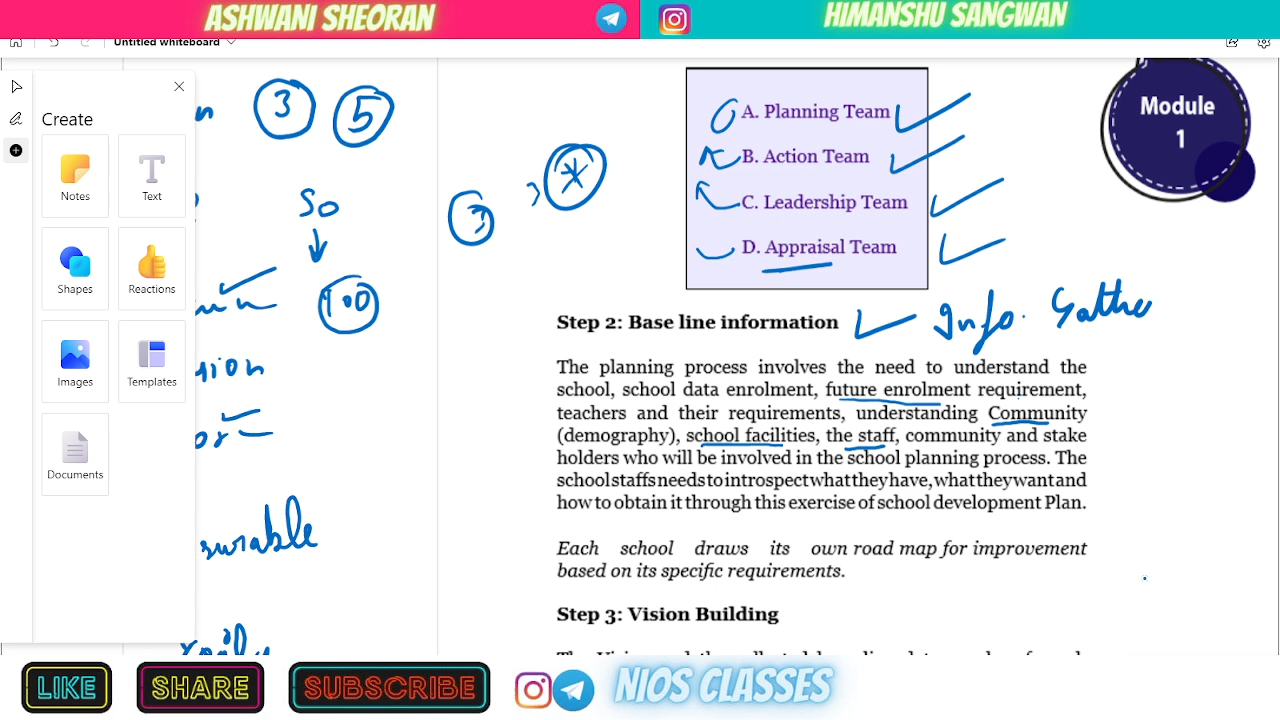 ASHWANI SHEORAN
HIMANSHU SANGWAN
Untitled whiteboard
Create
Notes
Text
Shapes
Reactions
Images
Templates
Documents
3
5
SO
100
3
A. Planning Team
B. Action Team
C. Leadership Team
D. Appraisal Team
Module
1
Step 2: Base line information
Info. Gathe
The planning process involves the need to understand the
school, school data enrolment, future enrolment requirement,
teachers and their requirements, understanding Community
(demography), school facilities, the staff, community and stake
holders who will be involved in the school planning process. The
school staffs needs to introspect what they have, what they want and
how to obtain it through this exercise of school development Plan.
Each school draws its own road map for improvement
based on its specific requirements.
surable
Step 3: Vision Building
LIKE
SHARE
SUBSCRIBE
NIOS CLASSES